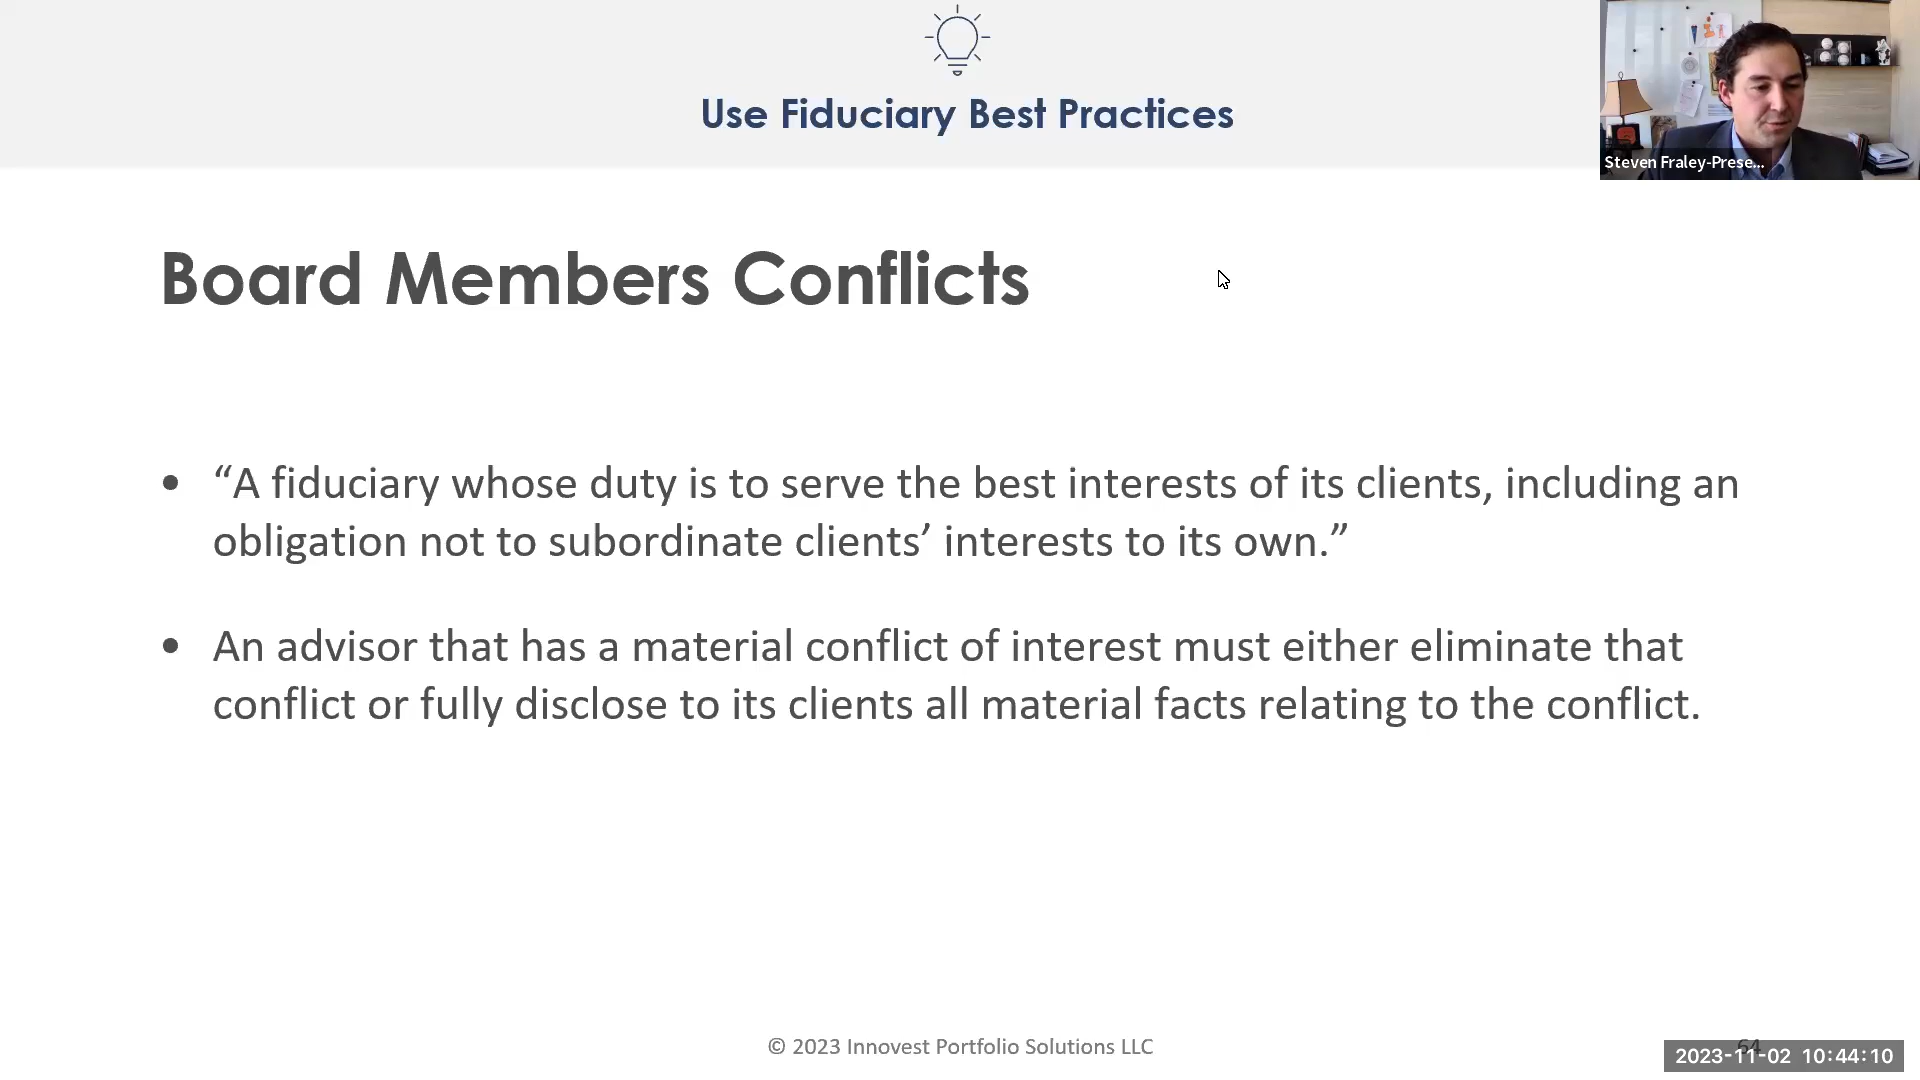 Use Fiduciary Best Practices
Steven Fraley-Prese...
Board Members Conflicts
• “A fiduciary whose duty is to serve the best interests of its clients, including an
obligation not to subordinate clients’ interests to its own.”
• An advisor that has a material conflict of interest must either eliminate that
conflict or fully disclose to its clients all material facts relating to the conflict.
© 2023 Innovest Portfolio Solutions LLC
64
2023-11-02 10:44:10